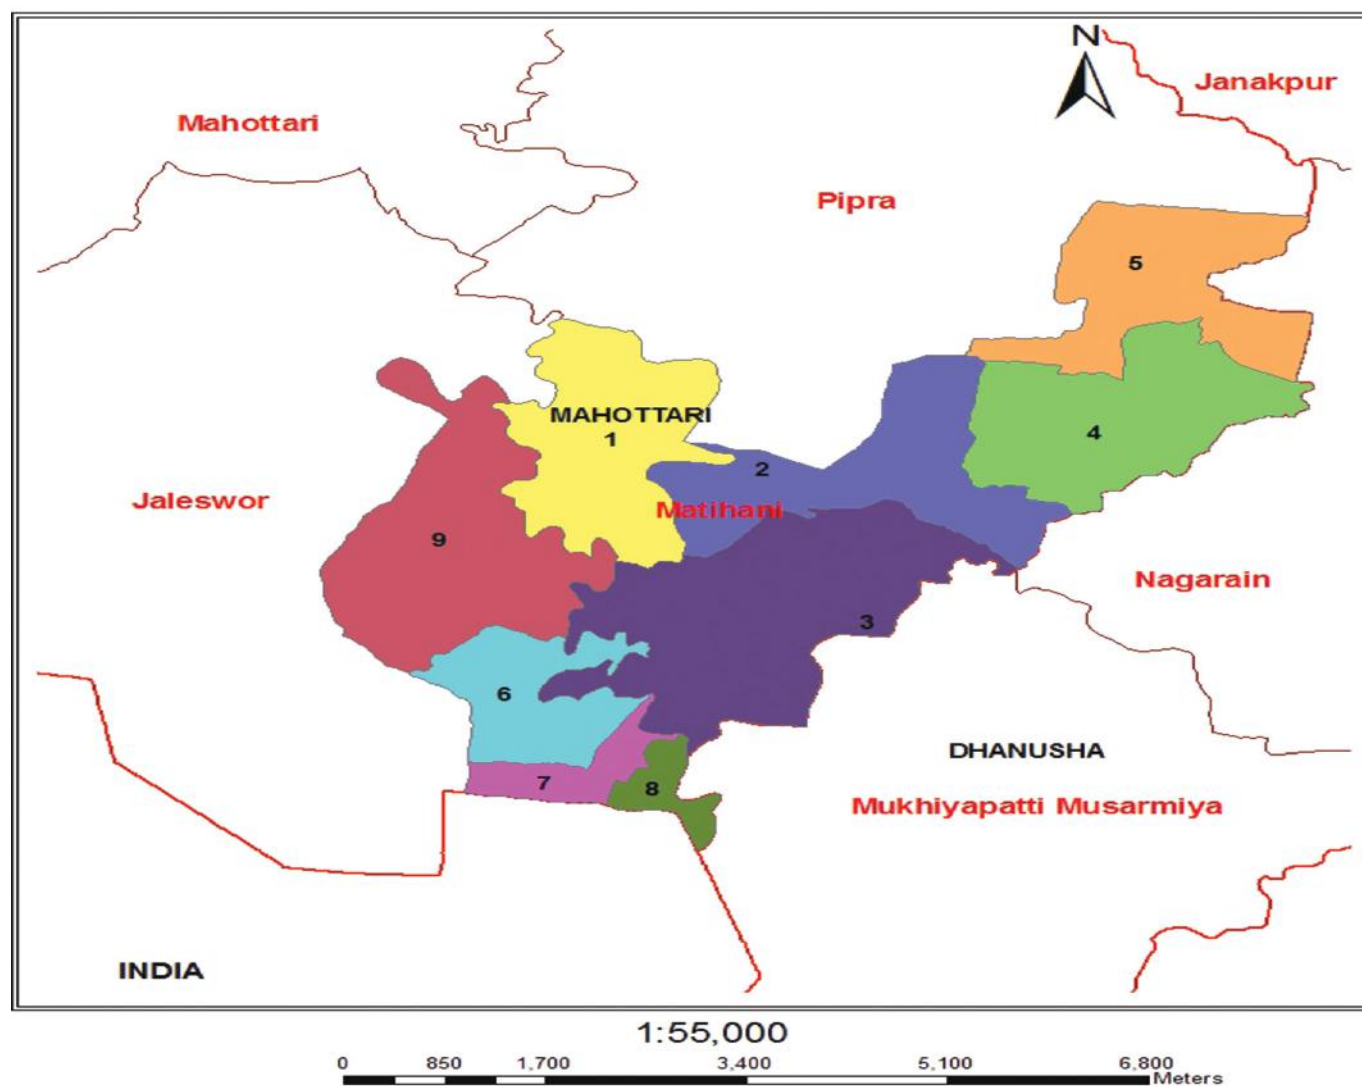 N
Janakpur
Mahottari
Pipra
5
MAHOTTARI
1
4
2
Jaleswor
Matihani
9
Nagarain
3
6
DHANUSHA
7
8
Mukhiyapatti Musarmiya
INDIA
1:55,000
0 850 1,700 3,400 5,100 6,800
Meters